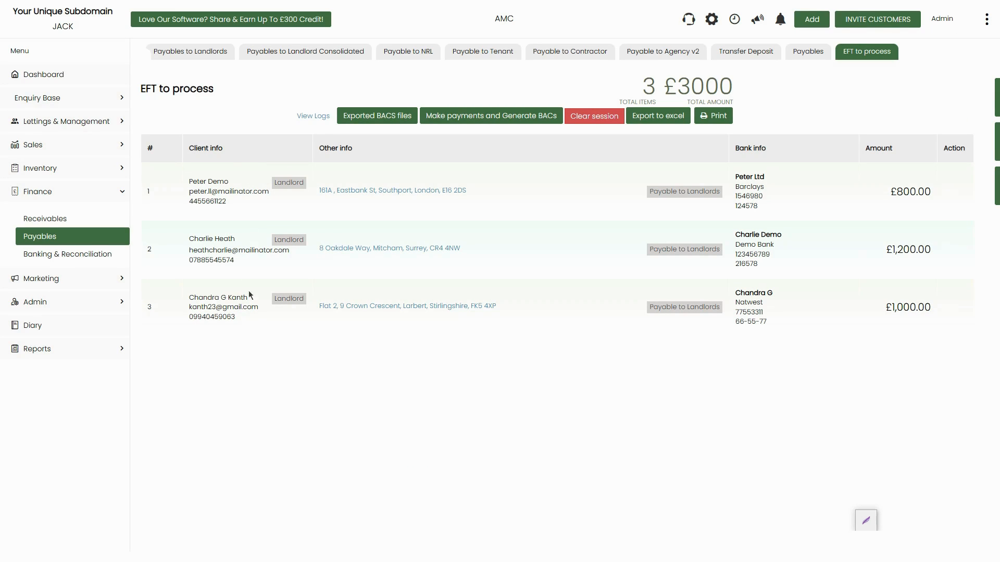 Your Unique Subdomain
JACK
Love Our Software? Share & Earn Up To £300 Credit!
AMC
Add
INVITE CUSTOMERS
Admin
Menu
Dashboard
Enquiry Base
Lettings & Management
Sales
Inventory
Finance
Receivables
Payables
Banking & Reconciliation
Marketing
Admin
Diary
Reports
Payables to Landlords
Payables to Landlord Consolidated
Payable to NRL
Payable to Tenant
Payable to Contractor
Payable to Agency v2
Transfer Deposit
Payables
EFT to process
EFT to process
3 £3000
TOTAL ITEMS TOTAL AMOUNT
View Logs
Exported BACS files
Make payments and Generate BACs
Clear session
Export to excel
Print
# Client info Other info Bank info Amount Action
1
Peter Demo
peter.ll@mailinator.com
4455661122
Landlord
161A , Eastbank St, Southport, London, E16 2DS
Payable to Landlords
Peter Ltd
Barclays
1546980
124578
£800.00
2
Charlie Heath
heathcharlie@mailinator.com
07885545574
Landlord
8 Oakdale Way, Mitcham, Surrey, CR4 4NW
Payable to Landlords
Charlie Demo
Demo Bank
123456789
216578
£1,200.00
3
Chandra G Kanth
kanth23@gmail.com
09940459063
Landlord
Flat 2, 9 Crown Crescent, Larbert, Stirlingshire, FK5 4XP
Payable to Landlords
Chandra G
Natwest
77553311
66-55-77
£1,000.00